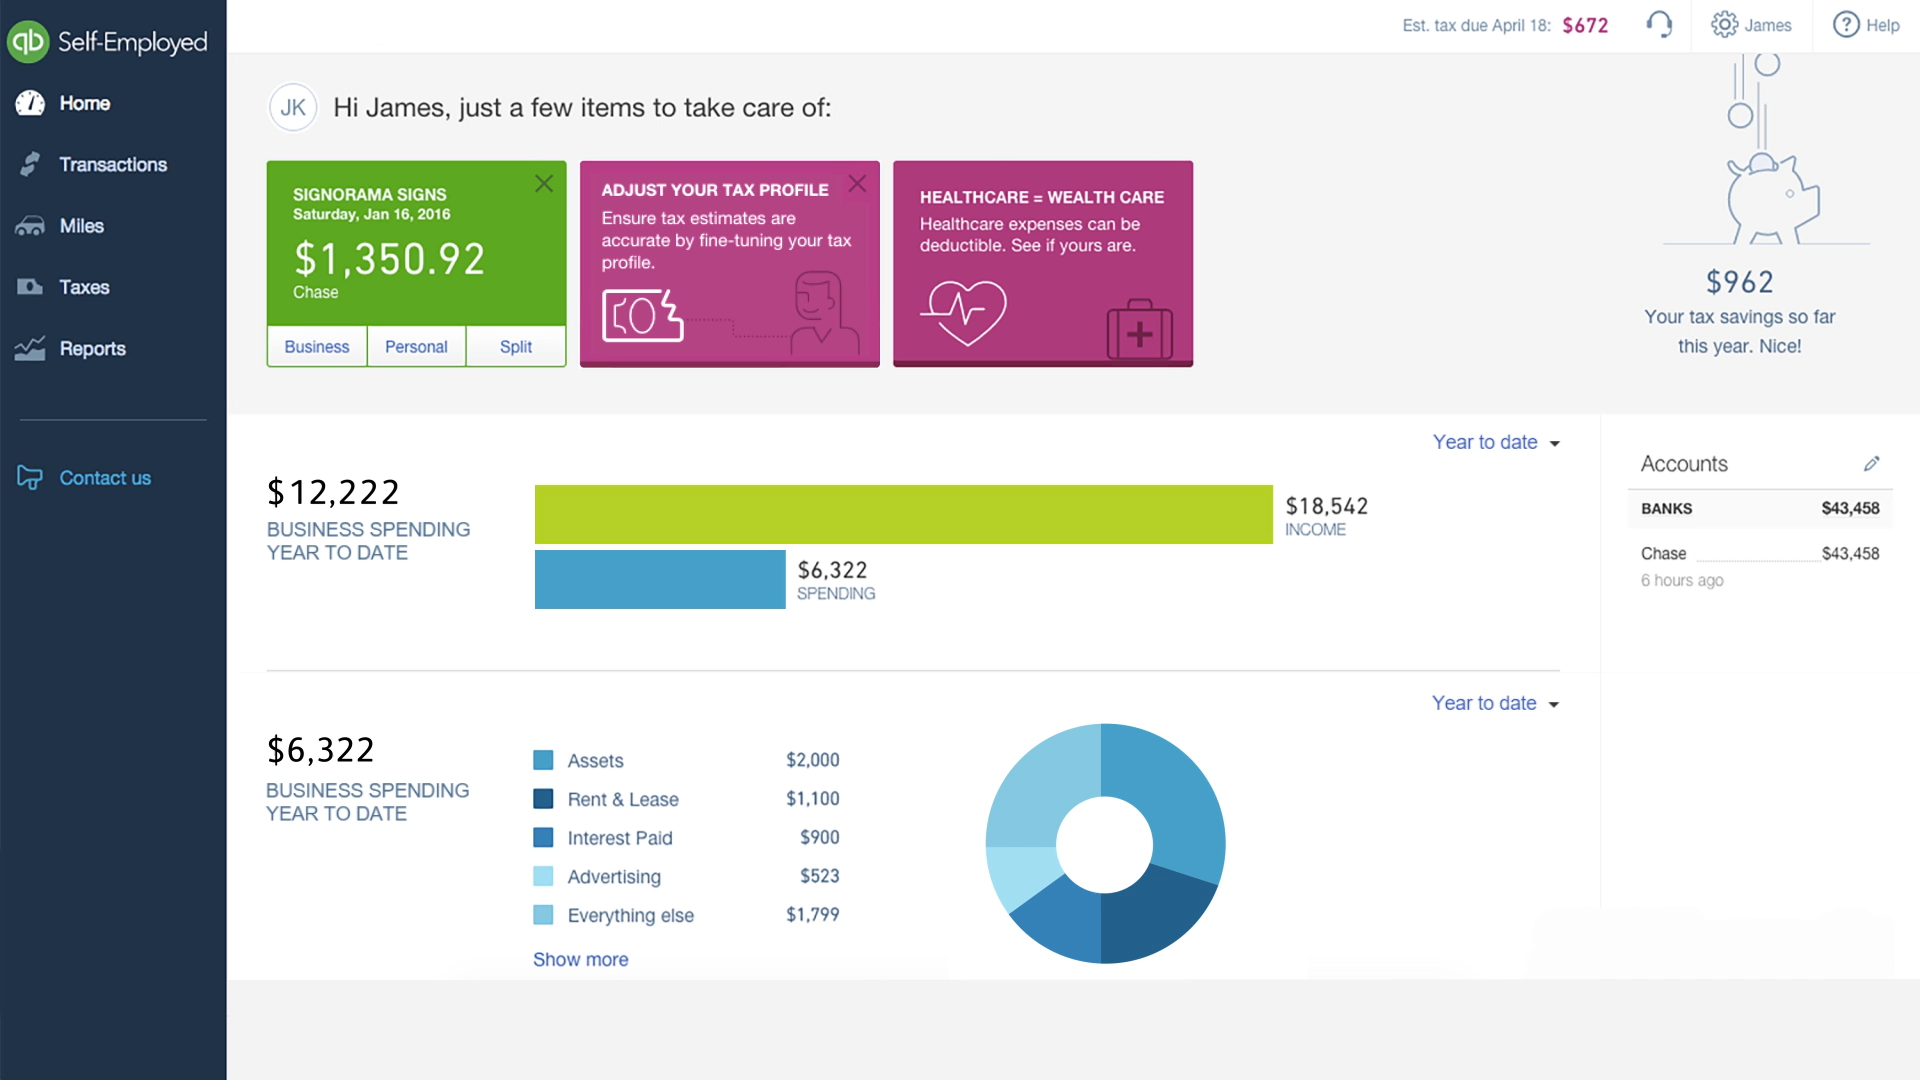 qb Self-Employed
Home
Transactions
Miles
Taxes
Reports
Contact us
Est. tax due April 18: $672
James
Help
JK
Hi James, just a few items to take care of:
SIGNORAMA SIGNS
Saturday, Jan 16, 2016
$1,350.92
Chase
Business
Personal
Split
ADJUST YOUR TAX PROFILE
Ensure tax estimates are
accurate by fine-tuning your tax
profile.
HEALTHCARE = WEALTH CARE
Healthcare expenses can be
deductible. See if yours are.
$962
Your tax savings so far
this year. Nice!
Year to date
$12,222
BUSINESS SPENDING
YEAR TO DATE
$18,542
INCOME
$6,322
SPENDING
Accounts
BANKS $43,458
Chase $43,458
6 hours ago
Year to date
$6,322
BUSINESS SPENDING
YEAR TO DATE
Assets $2,000
Rent & Lease $1,100
Interest Paid $900
Advertising $523
Everything else $1,799
Show more